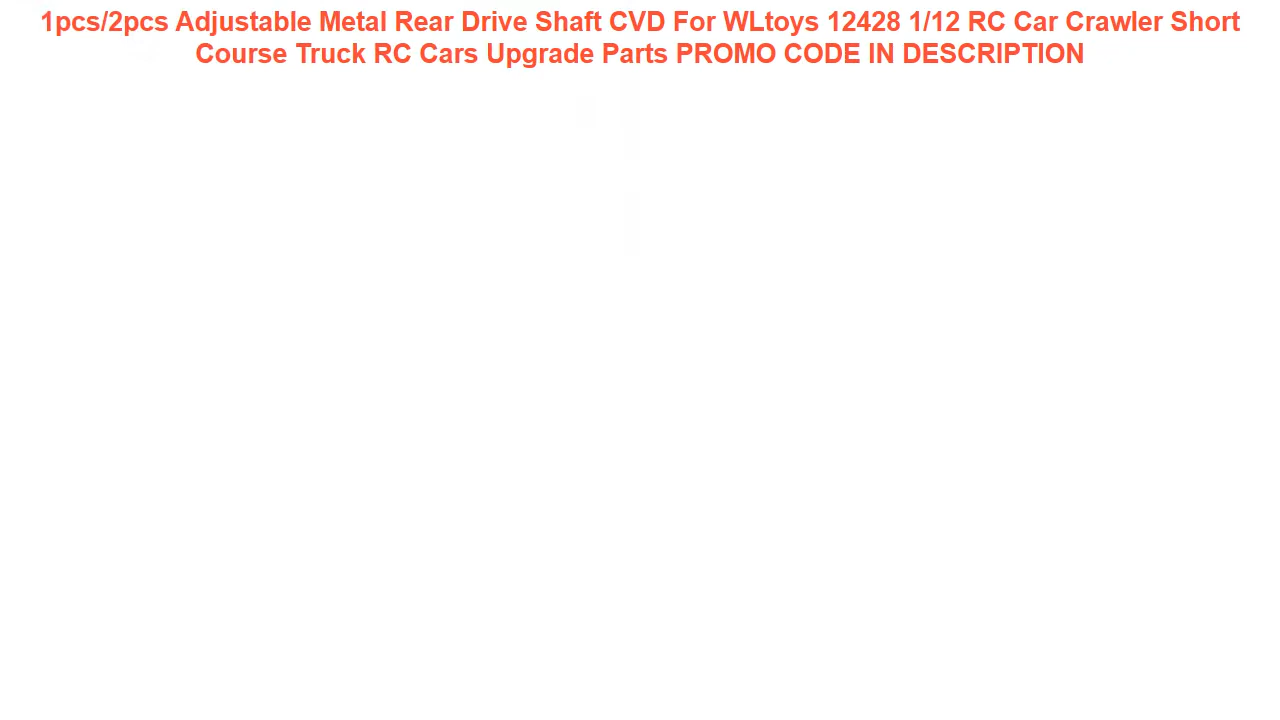 1pcs/2pcs Adjustable Metal Rear Drive Shaft CVD For WLtoys 12428 1/12 RC Car Crawler Short
Course Truck RC Cars Upgrade Parts PROMO CODE IN DESCRIPTION